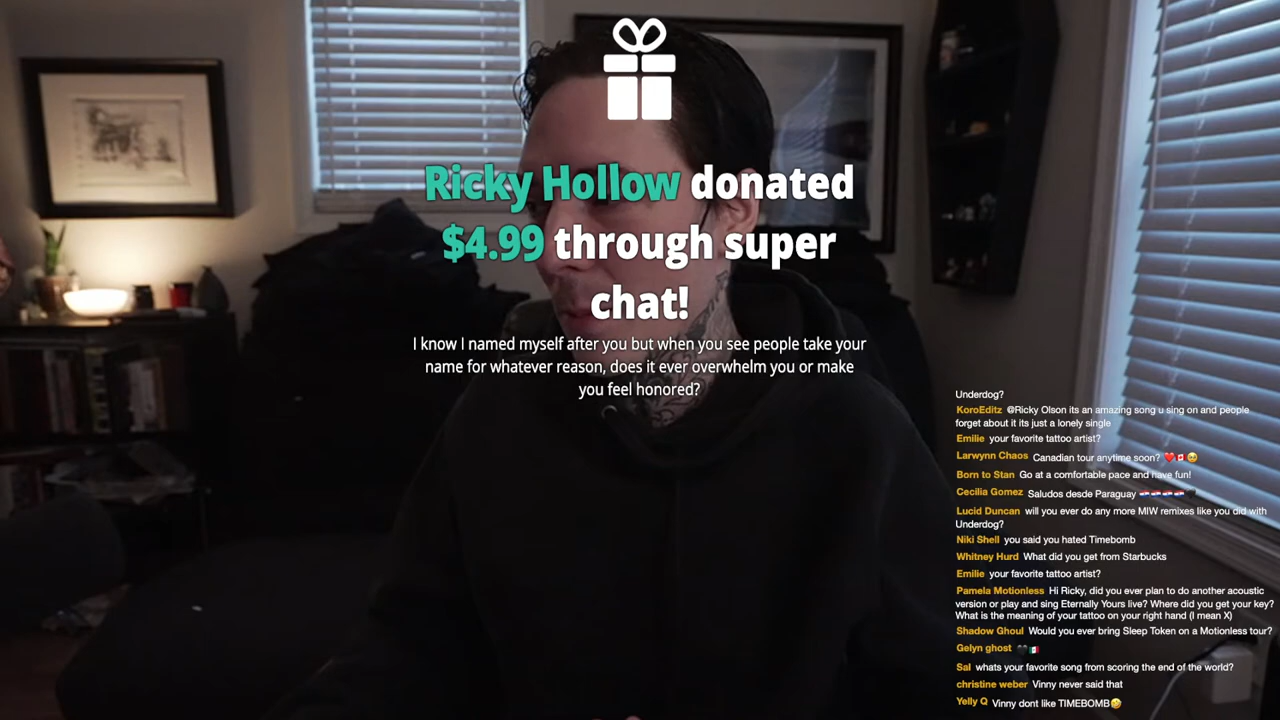 Ricky Hollow donated
$4.99 through super
chat!
I know I named myself after you but when you see people take your
name for whatever reason, does it ever overwhelm you or make
you feel honored?
Underdog?
KoroEditz @Ricky Olson its an amazing song u sing on and people
forget about it its just a lonely single
Emilie your favorite tattoo artist?
Larwynn Chaos Canadian tour anytime soon? ❤️🇨🇦🥹
Born to Stan Go at a comfortable pace and have fun!
Cecilia Gomez Saludos desde Paraguay 🇵🇾🇵🇾🇵🇾🇵🇾🖤
Lucid Duncan will you ever do any more MIW remixes like you did with
Underdog?
Niki Shell you said you hated Timebomb
Whitney Hurd What did you get from Starbucks
Emilie your favorite tattoo artist?
Pamela Motionless Hi Ricky, did you ever plan to do another acoustic
version or play and sing Eternally Yours live? Where did you get your key?
What is the meaning of your tattoo on your right hand (I mean X)
Shadow Ghoul Would you ever bring Sleep Token on a Motionless tour?
Gelyn ghost 🖤🇲🇽
Sal whats your favorite song from scoring the end of the world?
christine weber Vinny never said that
Yelly Q Vinny dont like TIMEBOMB🤣